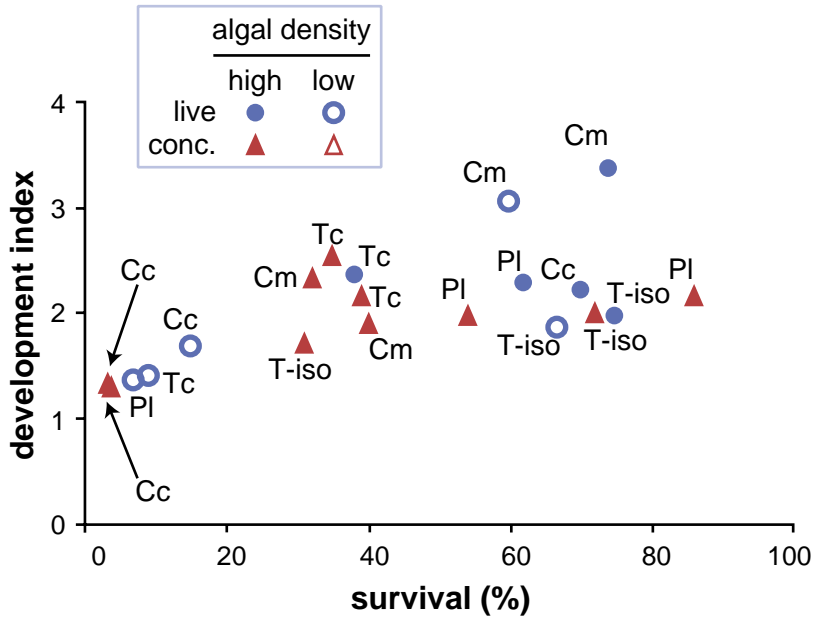 algal density
high low
live
conc.
4
3
2
1
0
development index
Cm
Cm
Tc
Tc
Cc
Cm
Tc
Pl
Cc
Pl
Pl
T-iso
Cc
Cm
T-iso
T-iso
T-iso
Pl
Tc
Cc
0 20 40 60 80 100
survival (%)